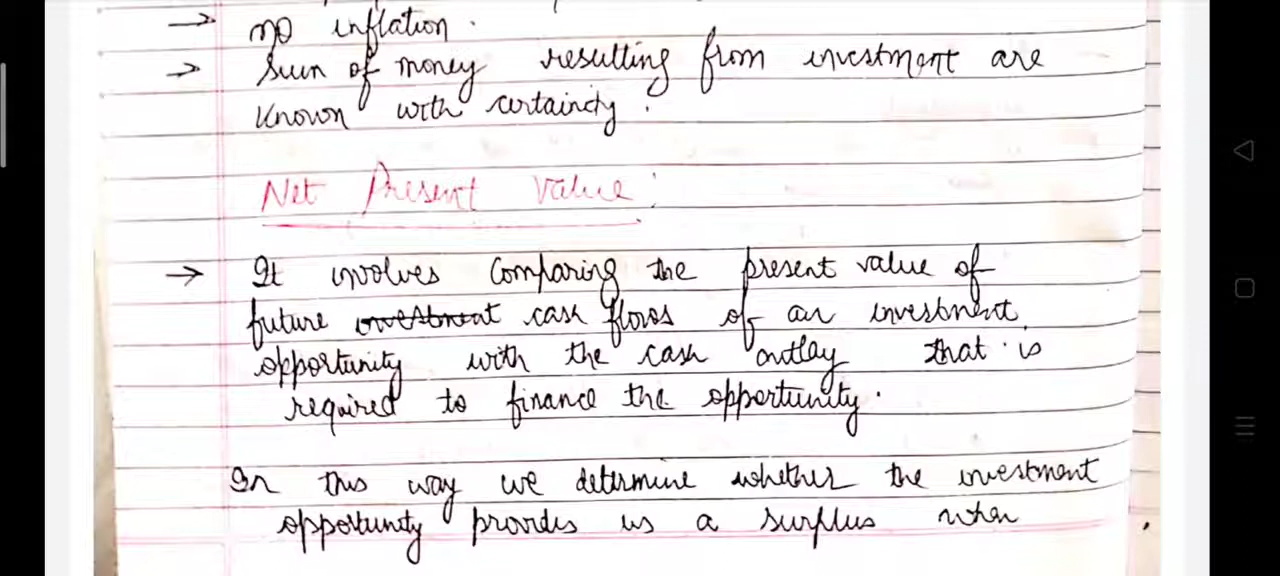 → no inflation.
→ Sum of money resulting from investment are
known with certainty.
Net Present Value:
→ It involves comparing the present value of
future investment cash flows of an investment
opportunity with the cash outlay that is
required to finance the opportunity.
In this way we determine whether the investment
opportunity provides us a surplus when